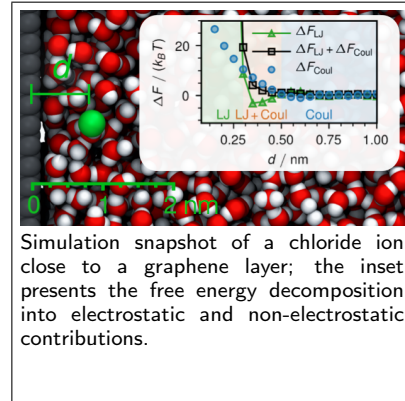 d
0 1 2 nm
20
0
ΔF / (k_BT)
ΔF_LJ
ΔF_LJ + ΔF_Coul
ΔF_Coul
LJ LJ + Coul Coul
0.25 0.50 0.75 1.00
d / nm
Simulation snapshot of a chloride ion
close to a graphene layer; the inset
presents the free energy decomposition
into electrostatic and non-electrostatic
contributions.